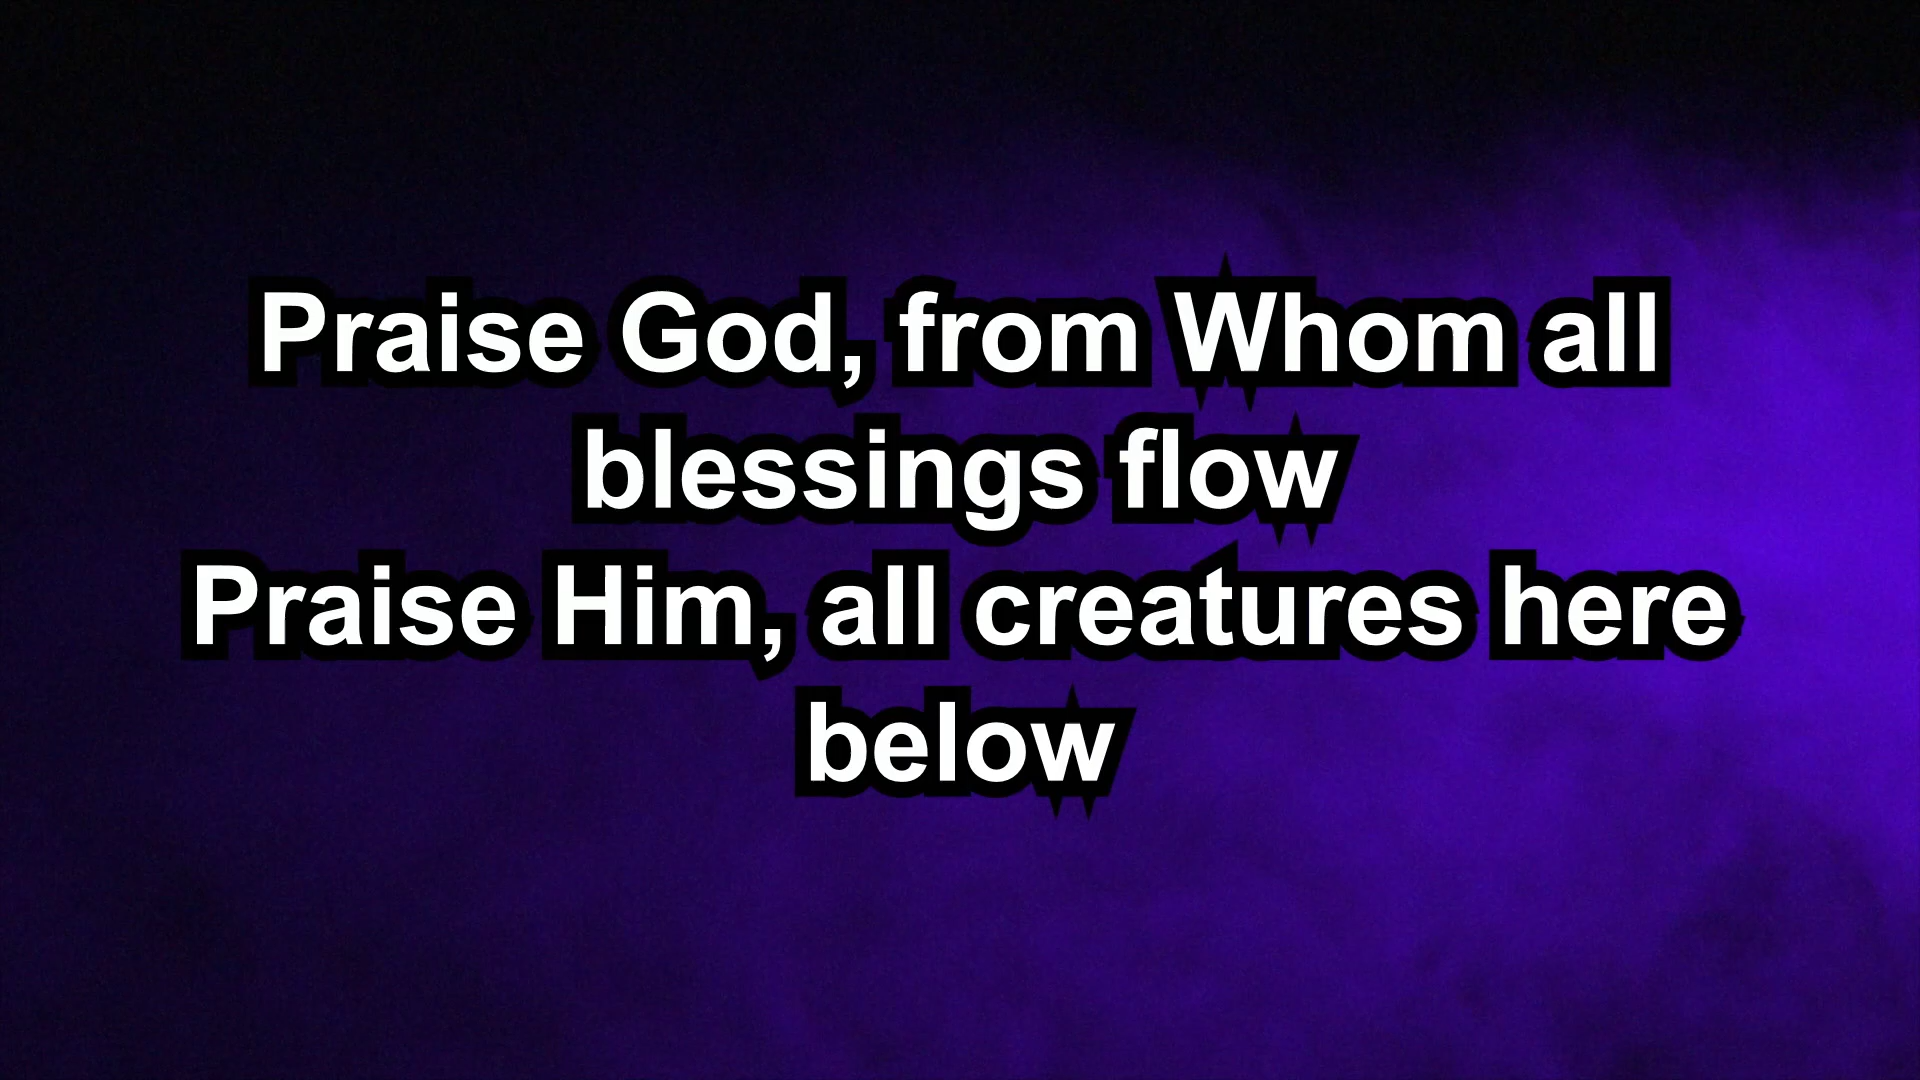 Praise God, from Whom all
blessings flow
Praise Him, all creatures here
below